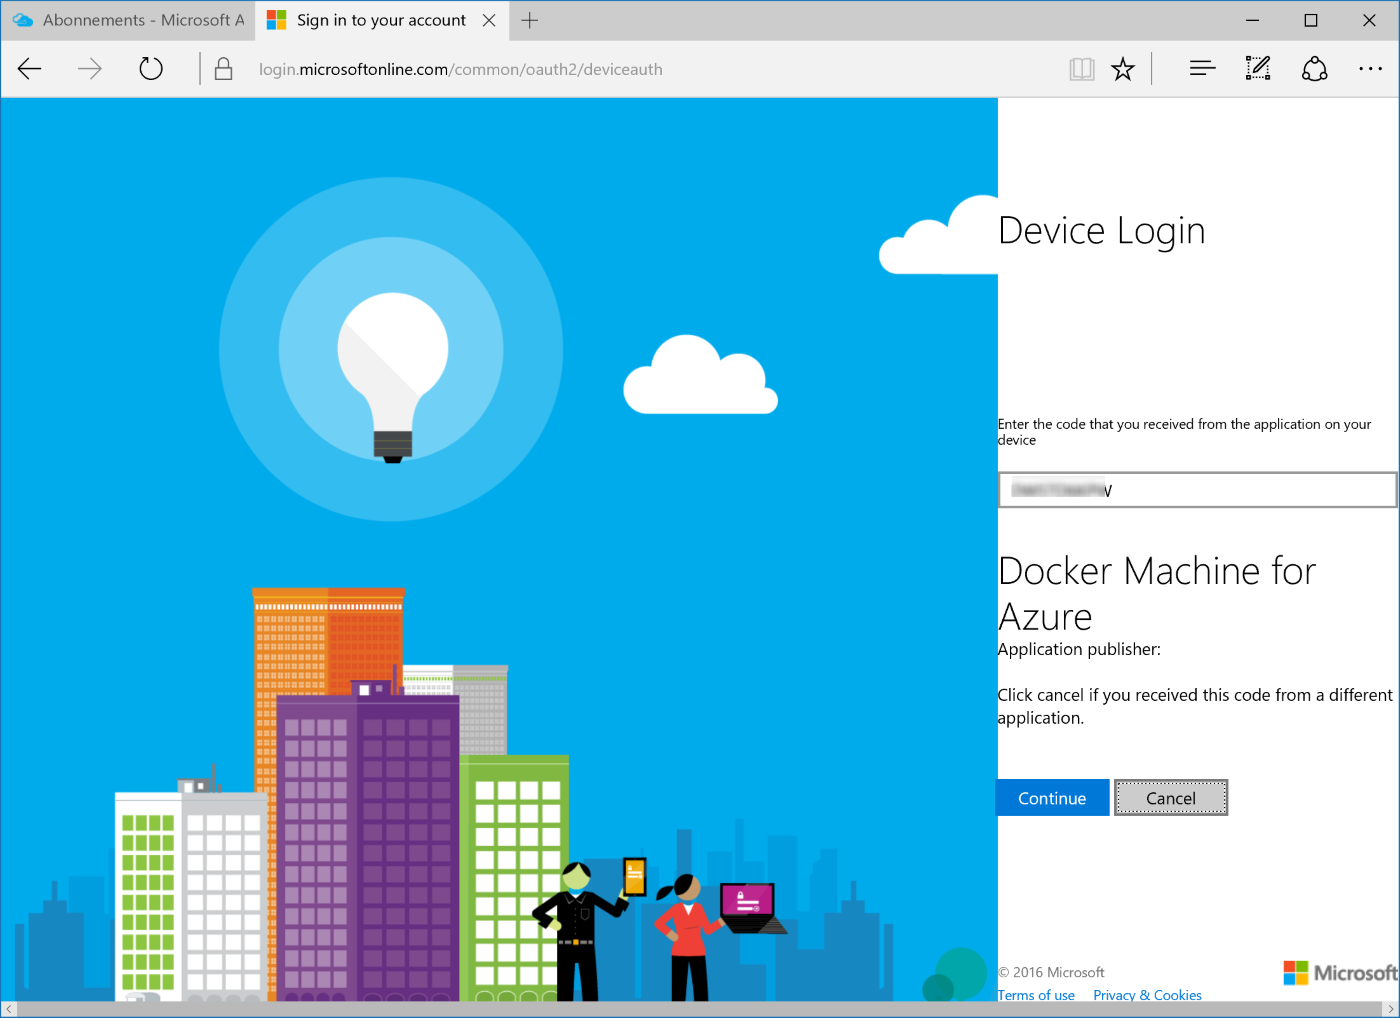 Abonnements - Microsoft A
Sign in to your account
login.microsoftonline.com/common/oauth2/deviceauth
Device Login
Enter the code that you received from the application on your
device
Docker Machine for
Azure
Application publisher:
Click cancel if you received this code from a different
application.
Continue
Cancel
© 2016 Microsoft
Microsoft
Terms of use
Privacy & Cookies